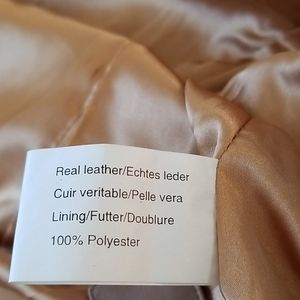 Real leather/Echtes leder
Cuir veritable/Pelle vera
Lining/Futter/Doublure
100% Polyester